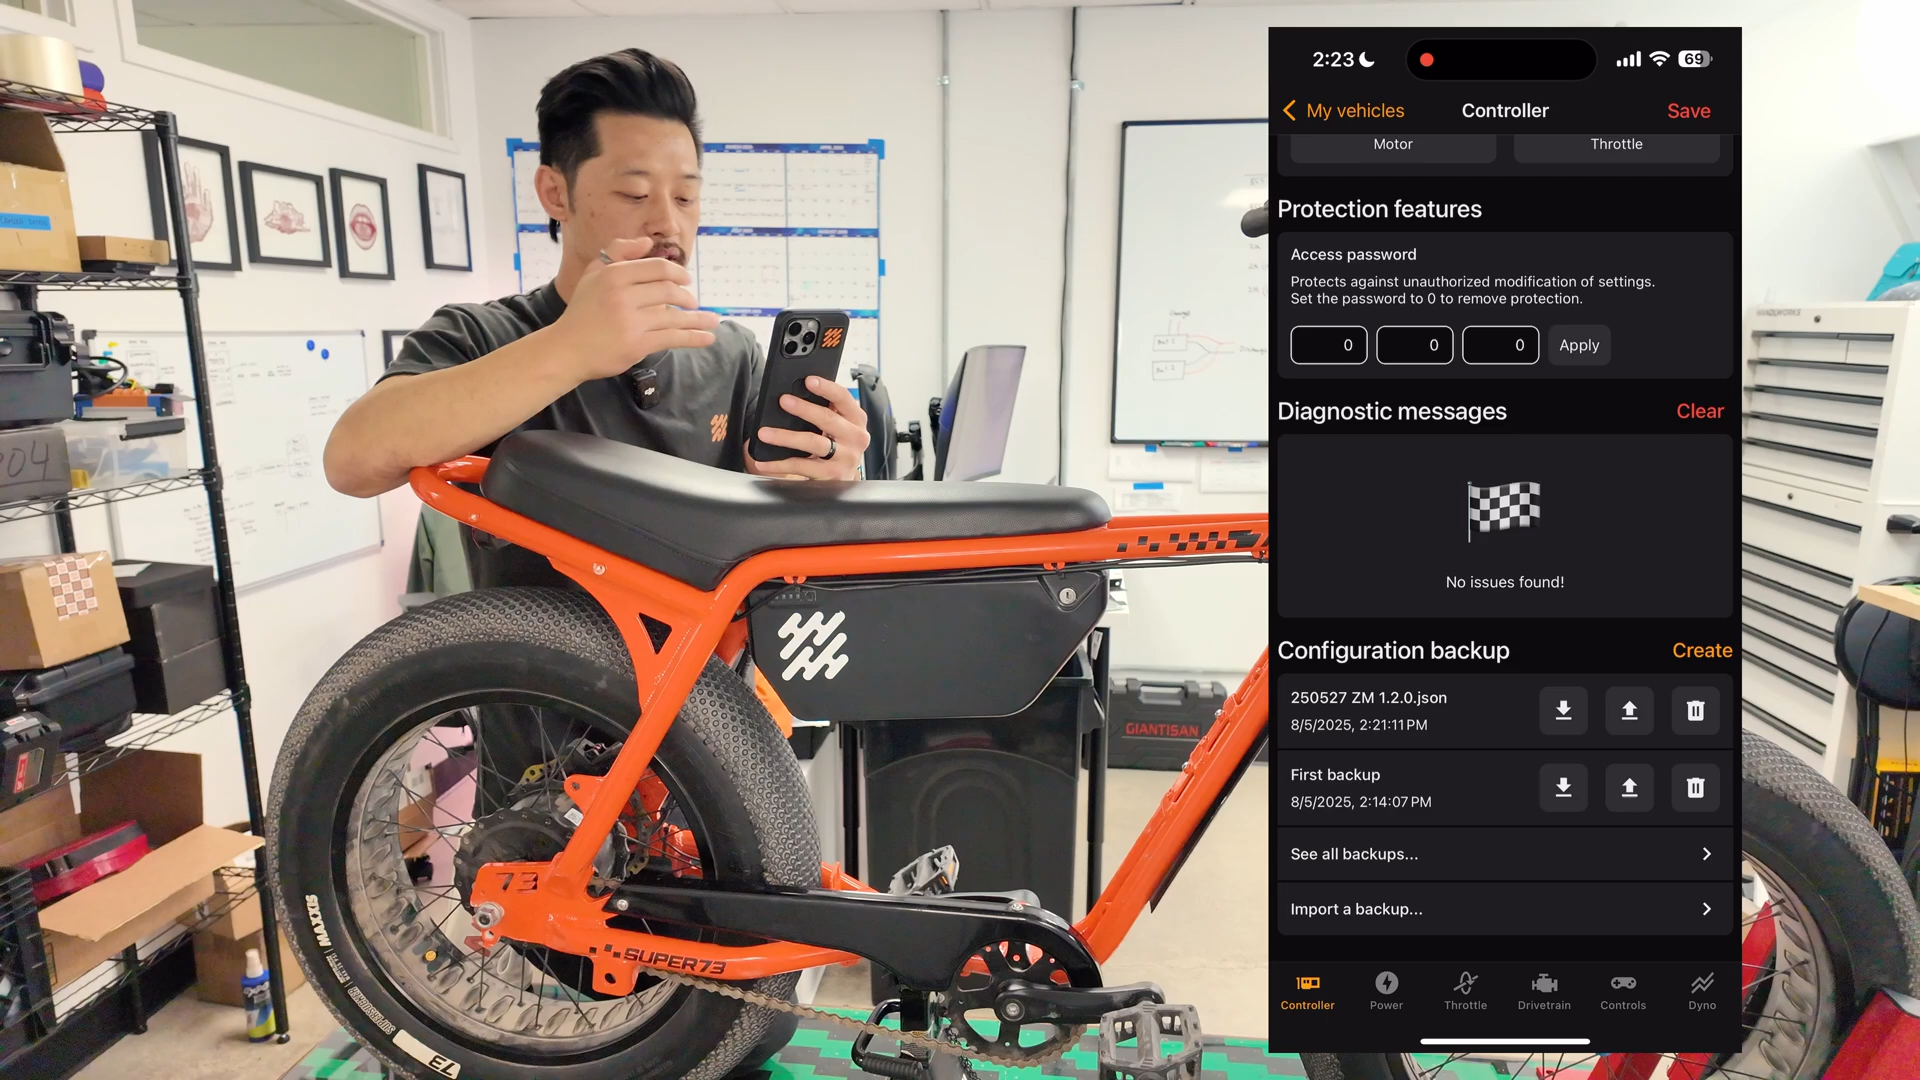 2:23
69
My vehicles
Controller
Save
Motor
Throttle
Protection features
Access password
Protects against unauthorized modification of settings.
Set the password to 0 to remove protection.
0
0
0
Apply
Diagnostic messages
Clear
No issues found!
Configuration backup
Create
250527 ZM 1.2.0.json
8/5/2025, 2:21:11 PM
First backup
8/5/2025, 2:14:07 PM
See all backups...
Import a backup...
Controller
Power
Throttle
Drivetrain
Controls
Dyno
GIANTISAN
73
SUPER73
MAXXIS
73